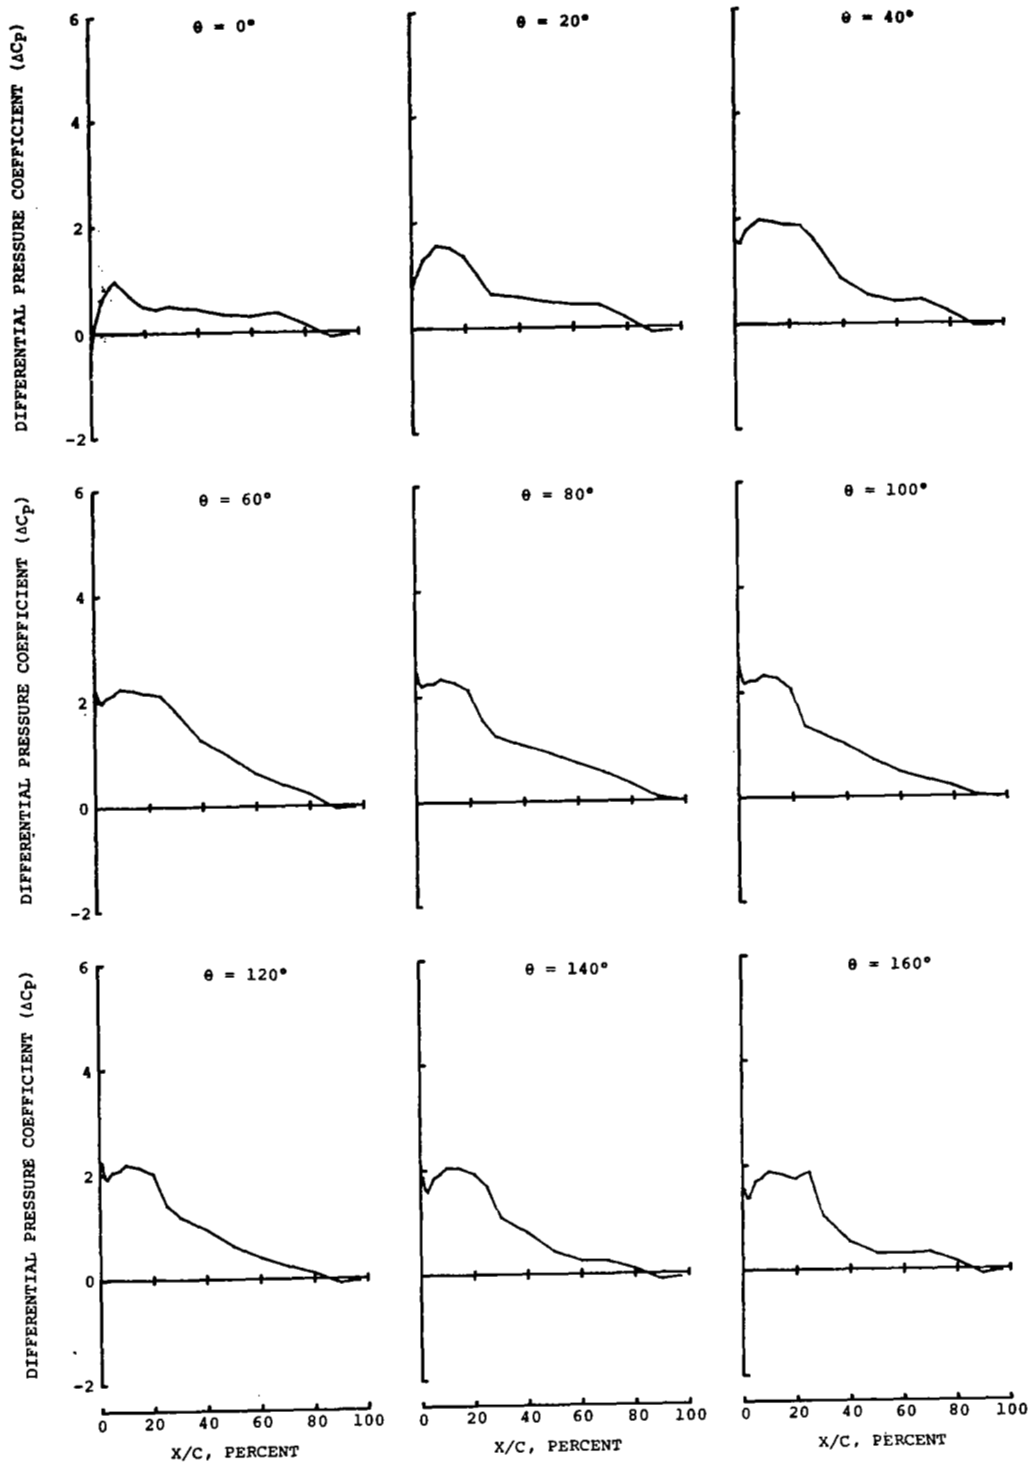 DIFFERENTIAL PRESSURE COEFFICIENT (ΔCp)
6
4
2
0
-2
θ = 0°
θ = 20°
θ = 40°
DIFFERENTIAL PRESSURE COEFFICIENT (ΔCp)
6
4
2
0
-2
θ = 60°
θ = 80°
θ = 100°
DIFFERENTIAL PRESSURE COEFFICIENT (ΔCp)
6
4
2
0
-2
θ = 120°
θ = 140°
θ = 160°
0 20 40 60 80 100
X/C, PERCENT
0 20 40 60 80 100
X/C, PERCENT
0 20 40 60 80 100
X/C, PERCENT